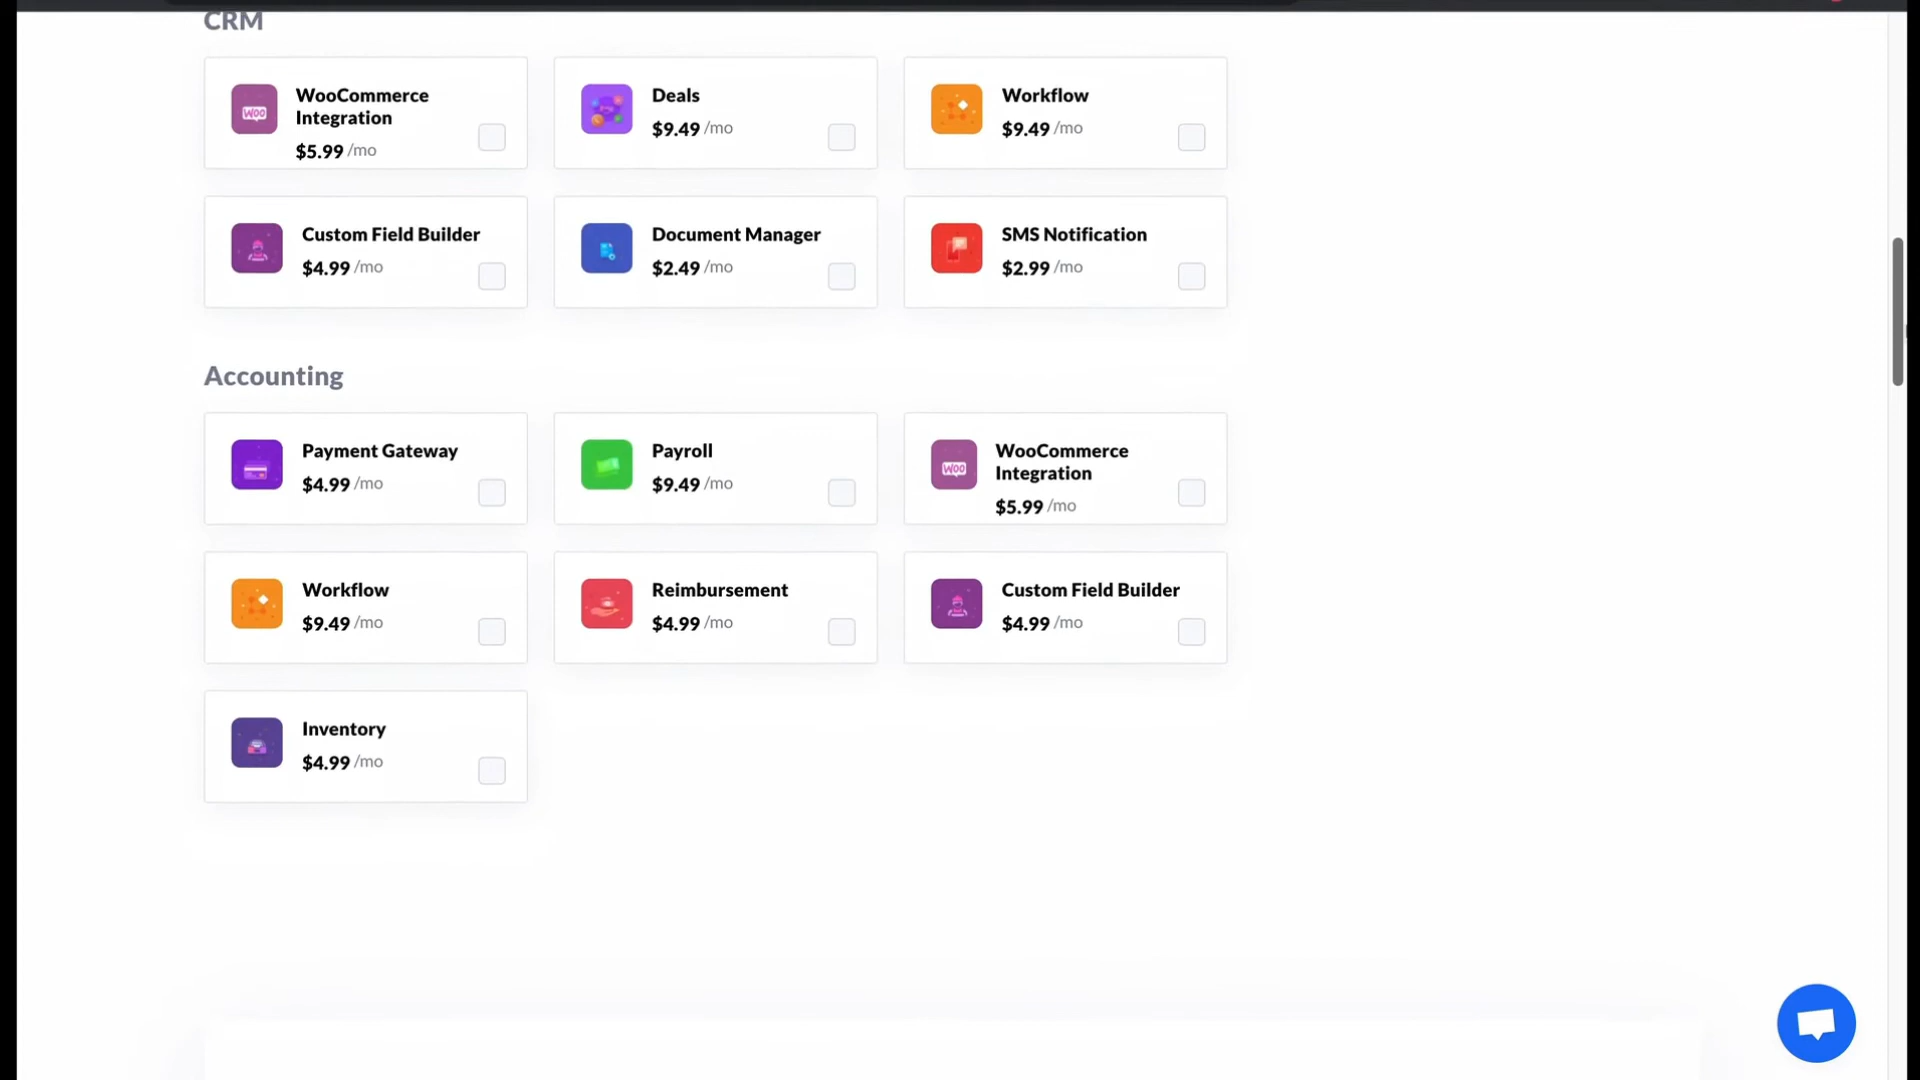 CRM
WooCommerce
Integration
$5.99 /mo
Deals
$9.49 /mo
Workflow
$9.49 /mo
Custom Field Builder
$4.99 /mo
Document Manager
$2.49 /mo
SMS Notification
$2.99 /mo
Accounting
Payment Gateway
$4.99 /mo
Payroll
$9.49 /mo
WooCommerce
Integration
$5.99 /mo
Workflow
$9.49 /mo
Reimbursement
$4.99 /mo
Custom Field Builder
$4.99 /mo
Inventory
$4.99 /mo
WOO
WOO